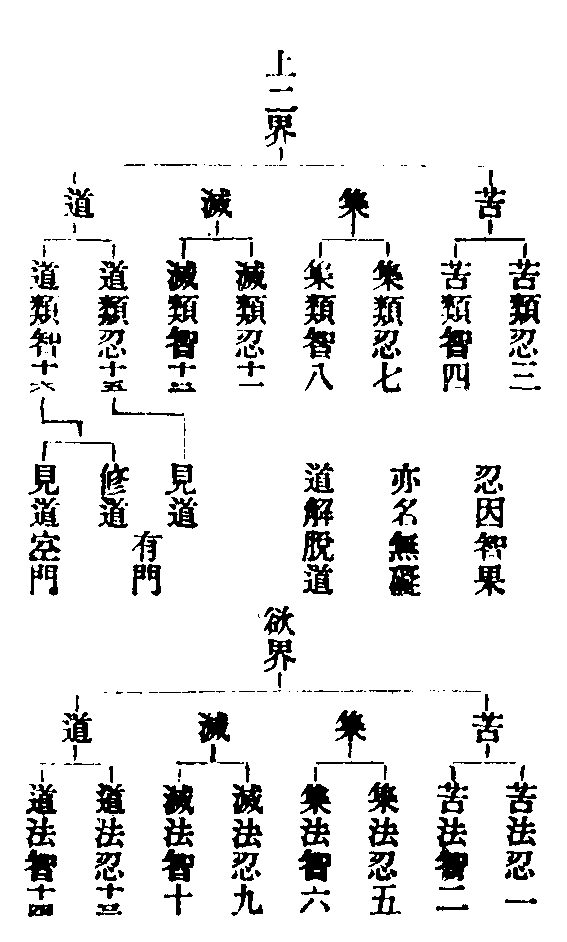 上二界
苦
集
滅
道
苦類忍三
苦類智四
集類忍七
集類智八
滅類忍十一
滅類智十二
道類忍十五
道類智十六
忍因智果
亦名無礙
道解脫道
見道
有門
修道
見道空門
欲界
苦
集
滅
道
苦法忍一
苦法智二
集法忍五
集法智六
滅法忍九
滅法智十
道法忍十三
道法智十四